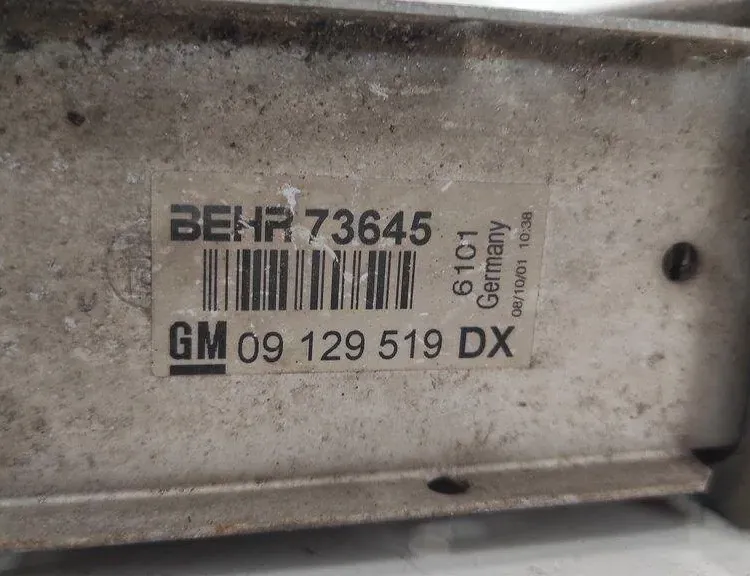 BEHR 73645
GM 09 129 519 DX
6101
Germany
08/10/01 10:38